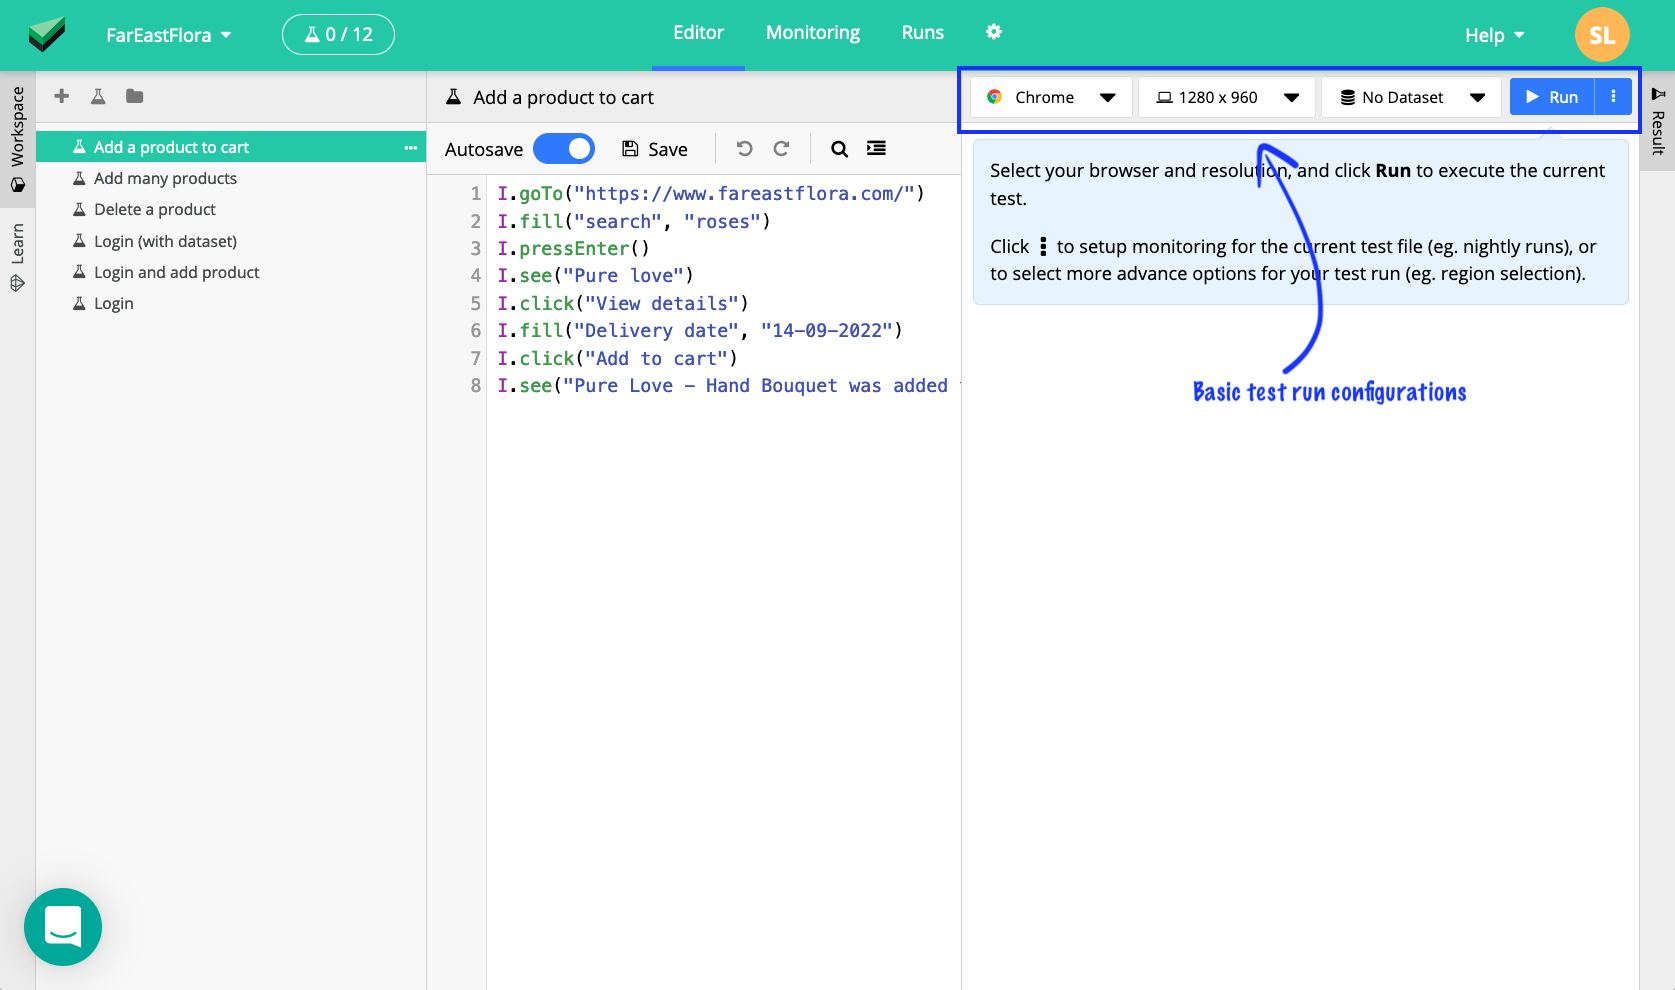 FarEastFlora
0 / 12
Editor
Monitoring
Runs
Help
SL
Workspace
Learn
Add a product to cart
Add many products
Delete a product
Login (with dataset)
Login and add product
Login
Add a product to cart
Autosave
Save
1 I.goTo("https://www.fareastflora.com/")
2 I.fill("search", "roses")
3 I.pressEnter()
4 I.see("Pure love")
5 I.click("View details")
6 I.fill("Delivery date", "14-09-2022")
7 I.click("Add to cart")
8 I.see("Pure Love – Hand Bouquet was added
Chrome
1280 x 960
No Dataset
Run
Result
Select your browser and resolution, and click Run to execute the current
test.
Click ⋮ to setup monitoring for the current test file (eg. nightly runs), or
to select more advance options for your test run (eg. region selection).
Basic test run configurations